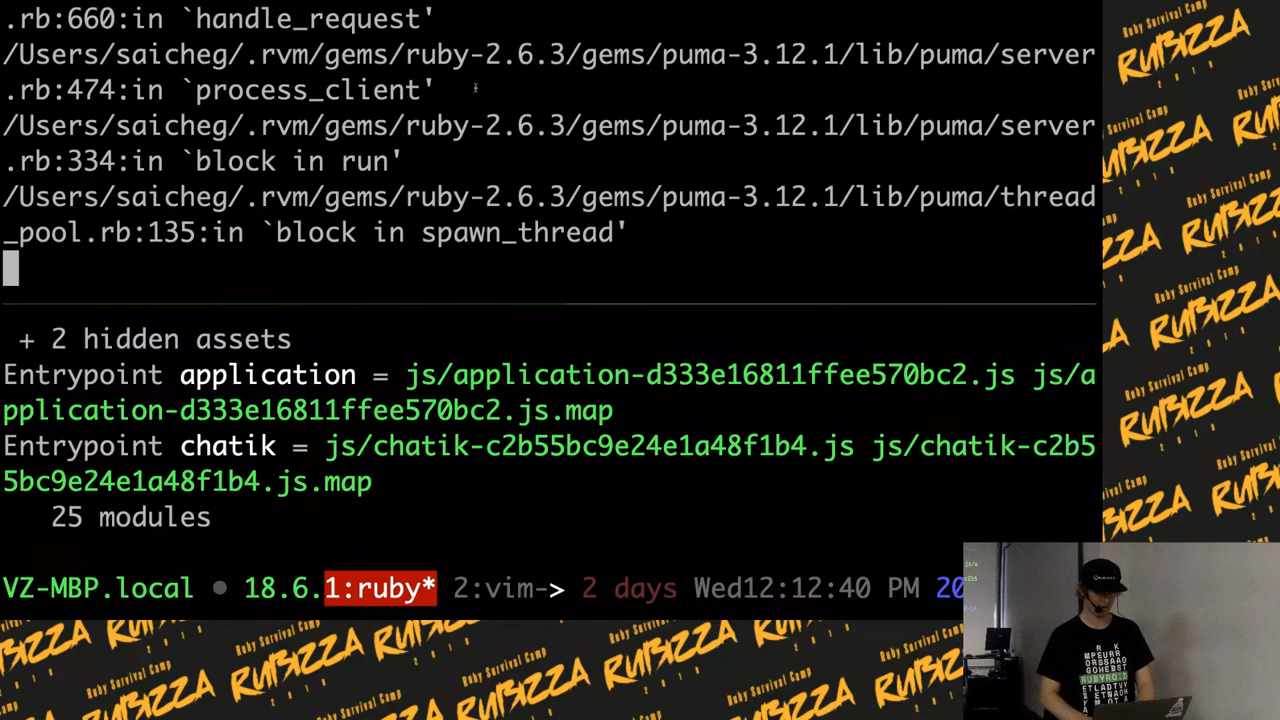 .rb:660:in `handle_request'
/Users/saicheg/.rvm/gems/ruby-2.6.3/gems/puma-3.12.1/lib/puma/server
.rb:474:in `process_client'
/Users/saicheg/.rvm/gems/ruby-2.6.3/gems/puma-3.12.1/lib/puma/server
.rb:334:in `block in run'
/Users/saicheg/.rvm/gems/ruby-2.6.3/gems/puma-3.12.1/lib/puma/thread
_pool.rb:135:in `block in spawn_thread'
+ 2 hidden assets
Entrypoint application = js/application-d333e16811ffee570bc2.js js/a
pplication-d333e16811ffee570bc2.js.map
Entrypoint chatik = js/chatik-c2b55bc9e24e1a48f1b4.js js/chatik-c2b5
5bc9e24e1a48f1b4.js.map
25 modules
VZ-MBP.local ● 18.6. 1:ruby* 2:vim-> 2 days Wed12:12:40 PM 20
Ruby Survival Camp
RUBIZZA
2019
RUBYROID